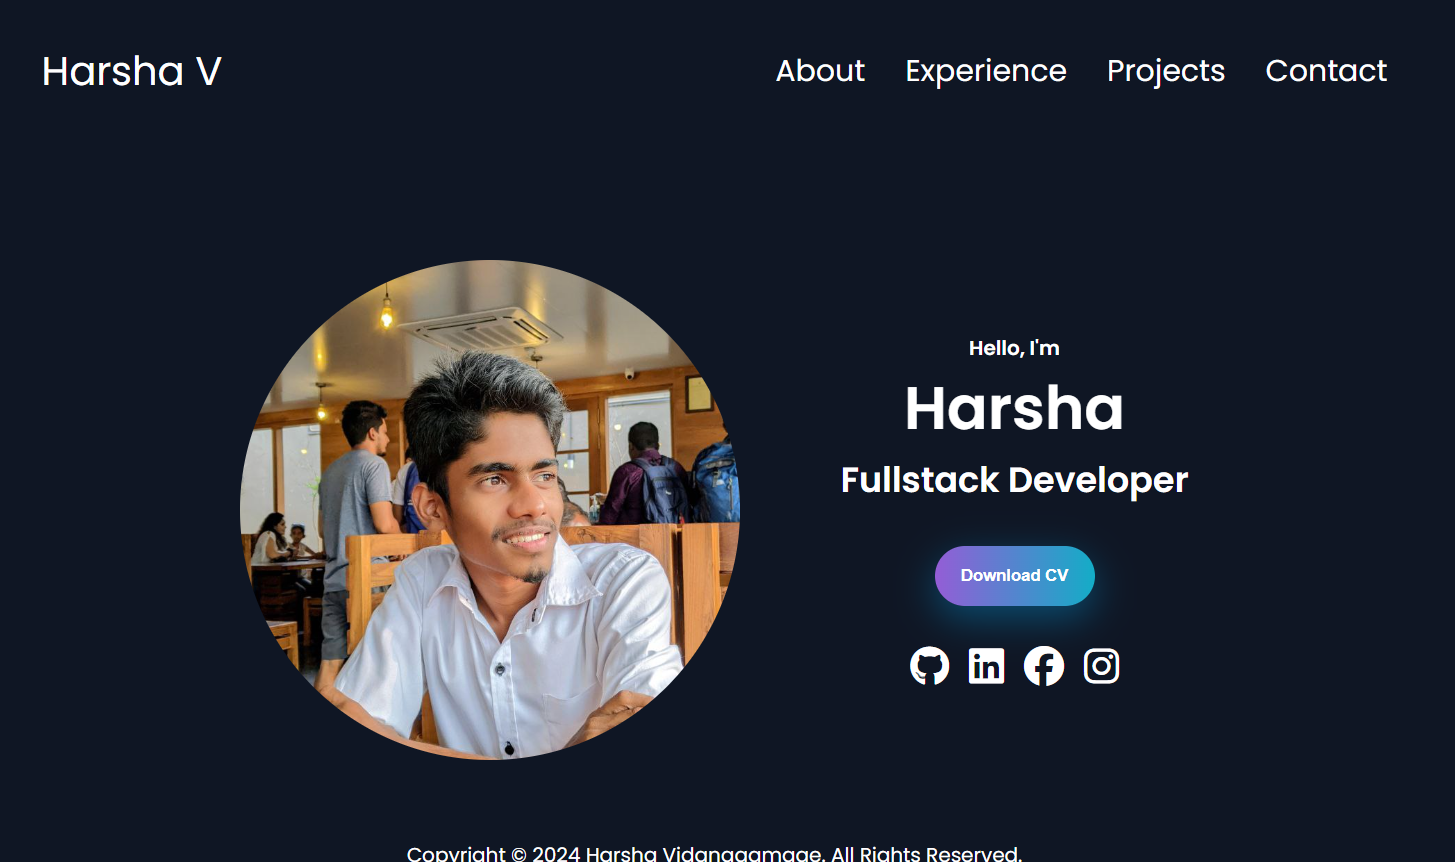 Harsha V
About Experience Projects Contact
Hello, I'm
Harsha
Fullstack Developer
Download CV
Copyright © 2024 Harsha Vidanagamage. All Rights Reserved.